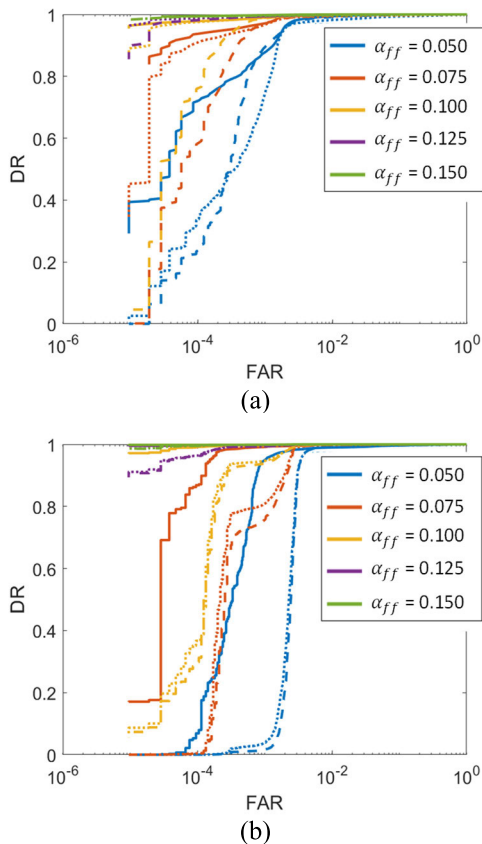 1
0.8
0.6
0.4
0.2
0
DR
10^-6
10^-4
10^-2
10^0
FAR
α_ff = 0.050
α_ff = 0.075
α_ff = 0.100
α_ff = 0.125
α_ff = 0.150
(a)
1
0.8
0.6
0.4
0.2
0
DR
10^-6
10^-4
10^-2
10^0
FAR
α_ff = 0.050
α_ff = 0.075
α_ff = 0.100
α_ff = 0.125
α_ff = 0.150
(b)